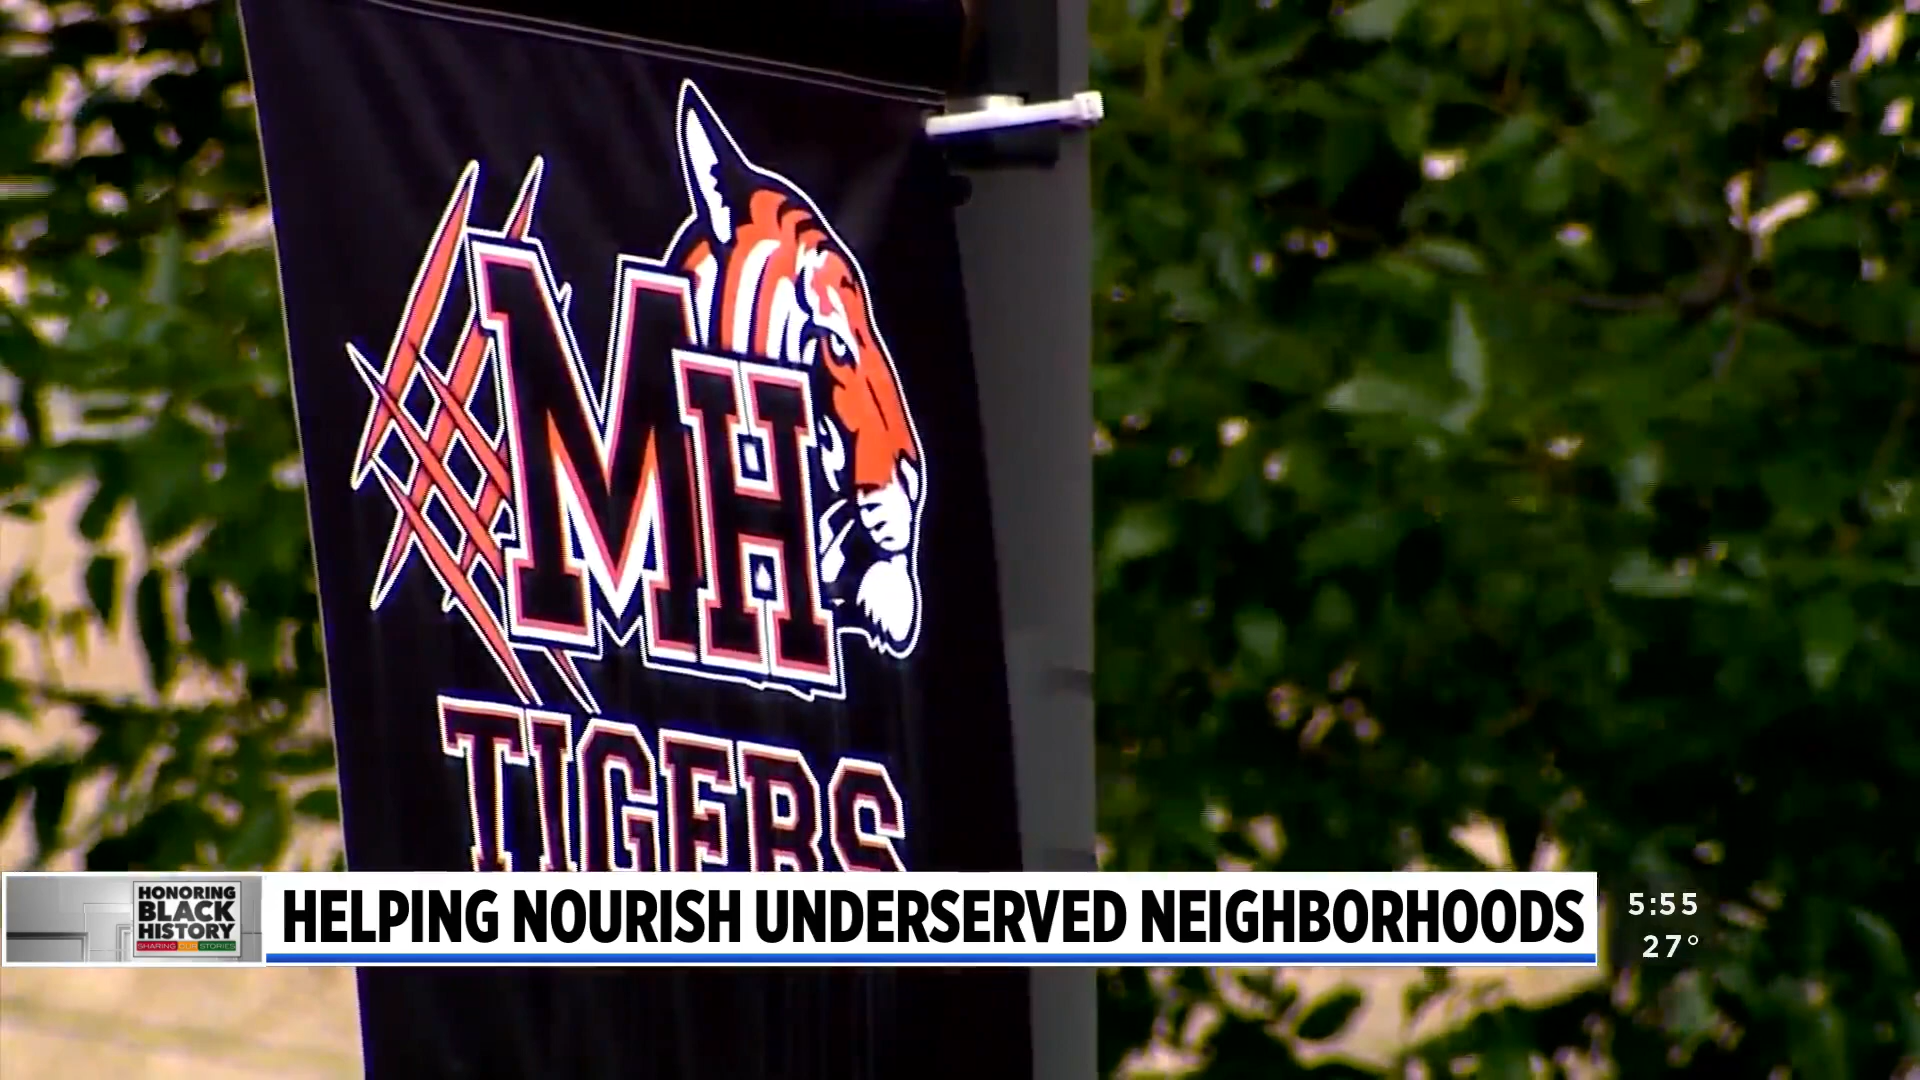 MH
TIGERS
HONORING
BLACK
HISTORY
SHARING OUR STORIES
HELPING NOURISH UNDERSERVED NEIGHBORHOODS
5:55
27°